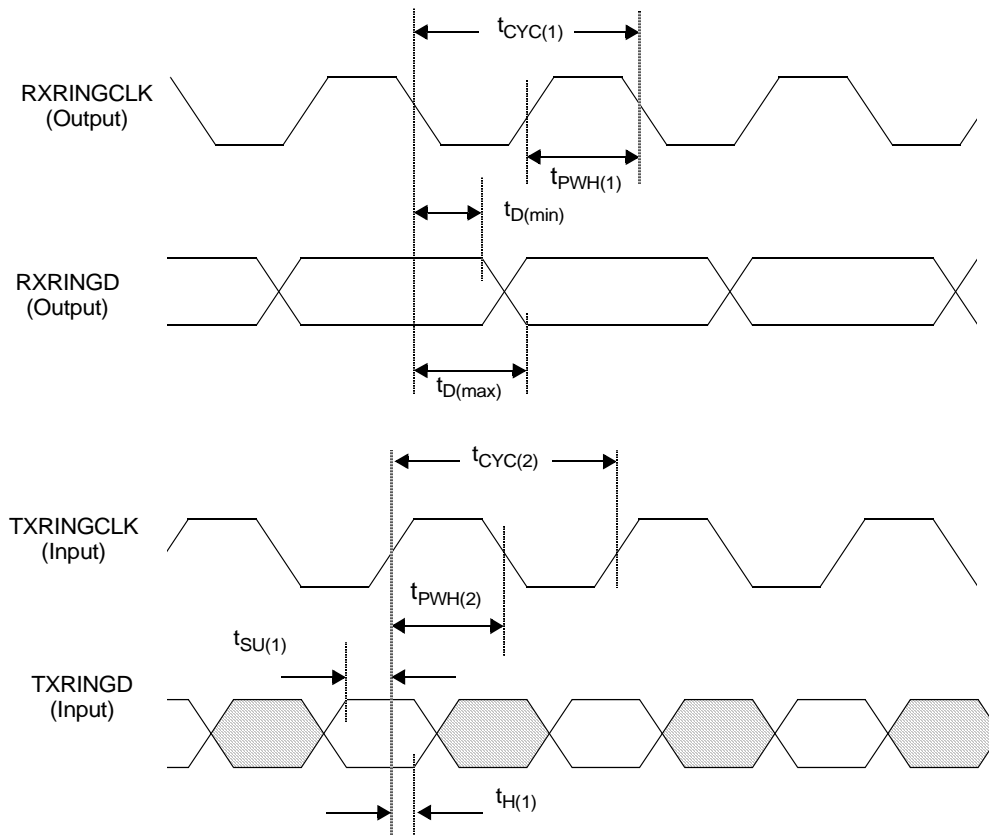 tCYC(1)
RXRINGCLK
(Output)
tPWH(1)
tD(min)
RXRINGD
(Output)
tD(max)
tCYC(2)
TXRINGCLK
(Input)
tPWH(2)
tSU(1)
TXRINGD
(Input)
tH(1)